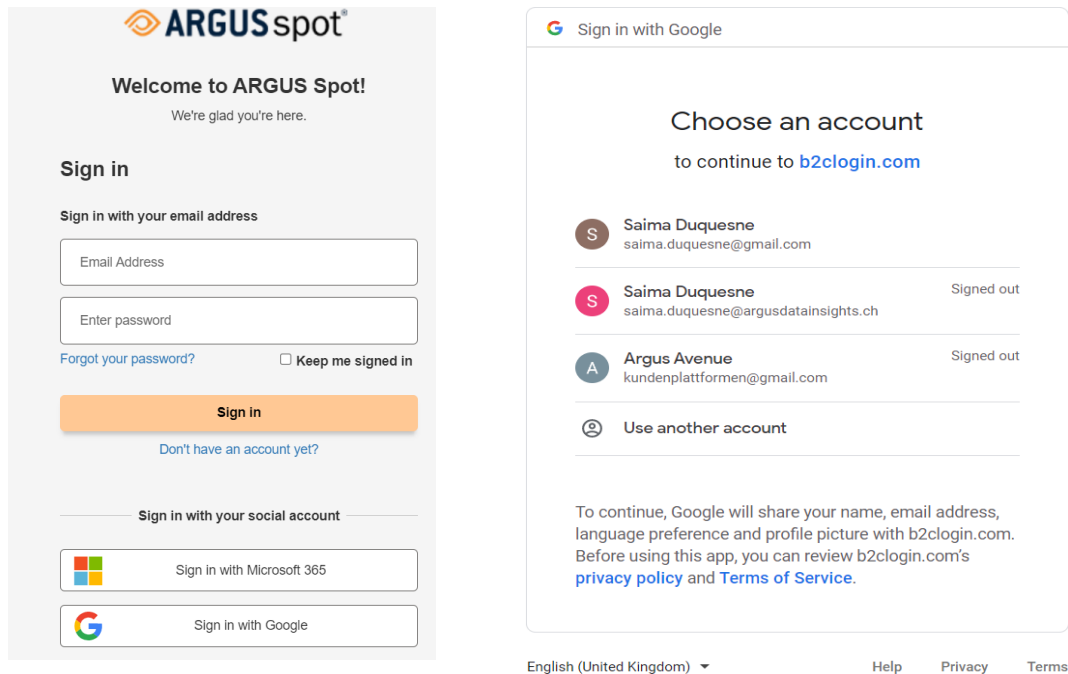 ARGUS spot®
Welcome to ARGUS Spot!
We're glad you're here.
Sign in
Sign in with your email address
Email Address
Enter password
Forgot your password?
Keep me signed in
Sign in
Don't have an account yet?
Sign in with your social account
Sign in with Microsoft 365
Sign in with Google
Sign in with Google
Choose an account
to continue to b2clogin.com
S
Saima Duquesne
saima.duquesne@gmail.com
S
Saima Duquesne
Signed out
saima.duquesne@argusdatainsights.ch
A
Argus Avenue
Signed out
kundenplattformen@gmail.com
Use another account
To continue, Google will share your name, email address,
language preference and profile picture with b2clogin.com.
Before using this app, you can review b2clogin.com's
privacy policy and Terms of Service.
English (United Kingdom)
Help
Privacy
Terms